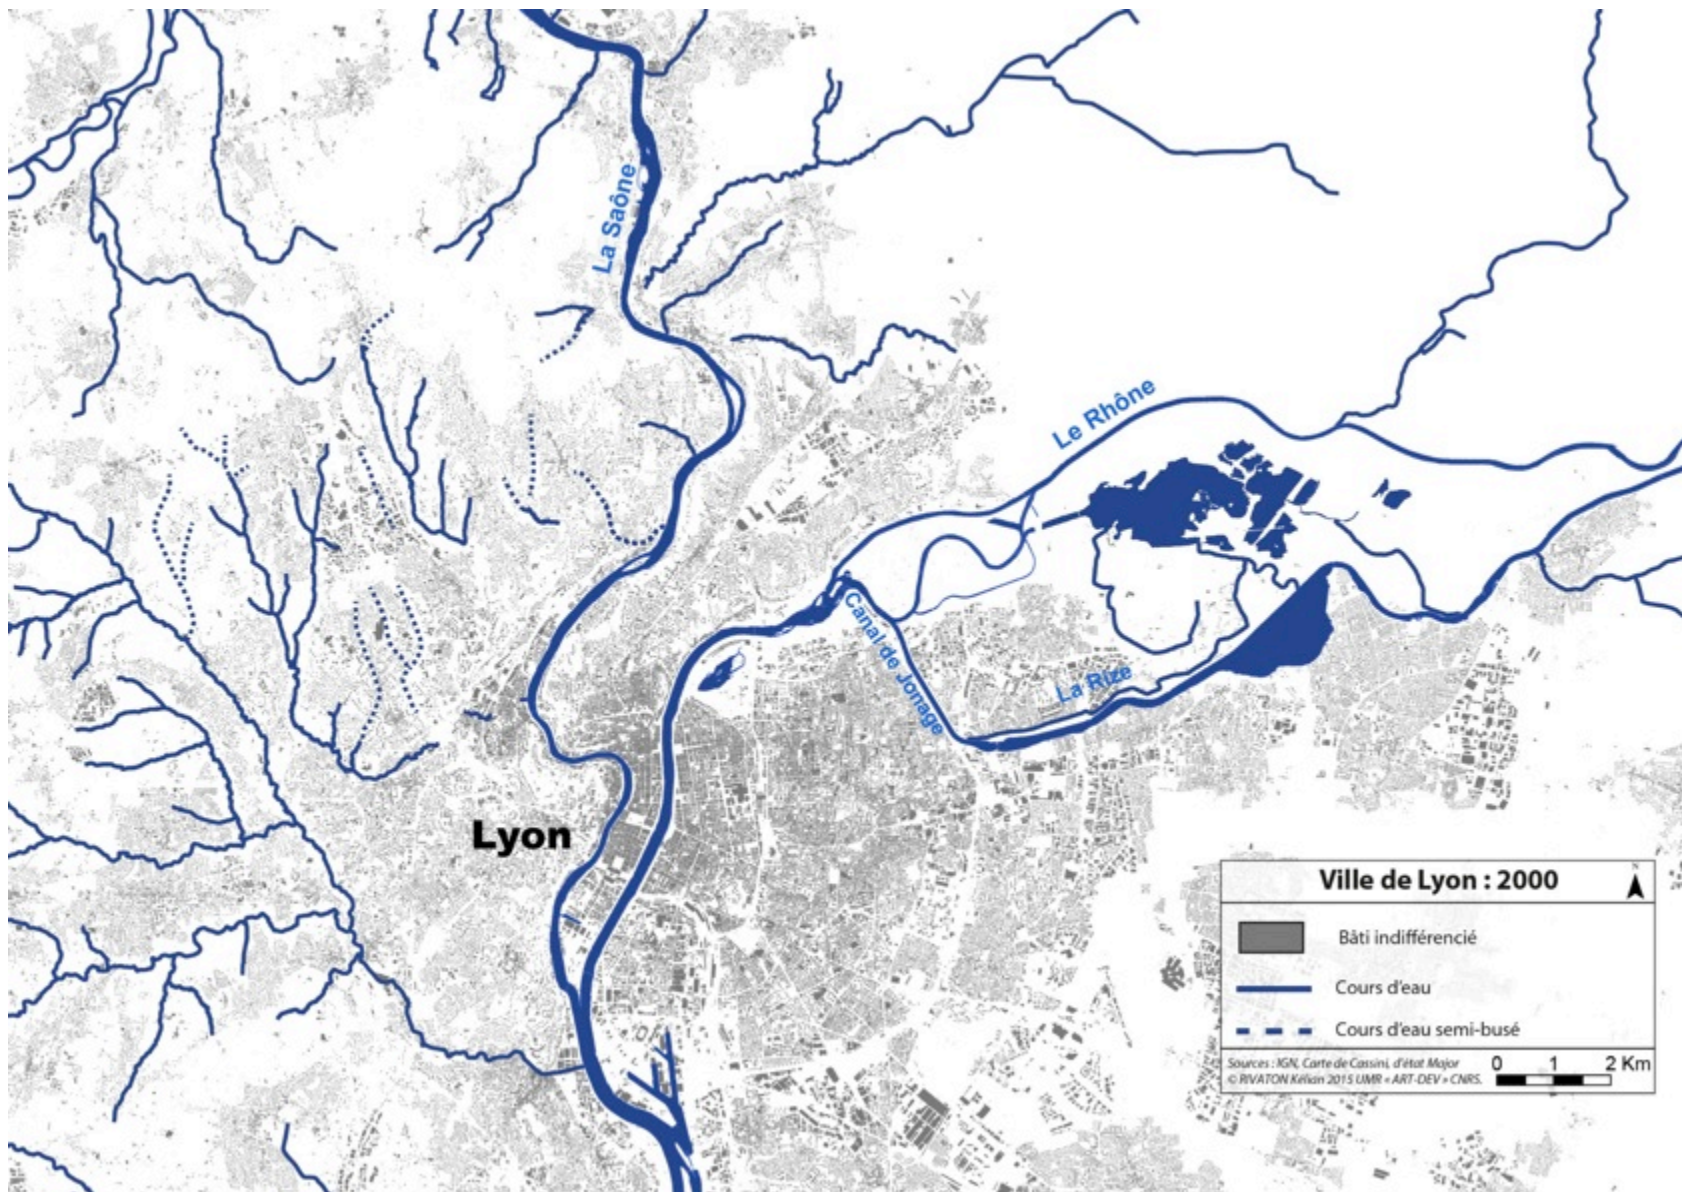 La Saône
Le Rhône
Canal de Jonage
La Rize
Lyon
Ville de Lyon : 2000
N
Bâti indifférencié
Cours d'eau
Cours d'eau semi-busé
Sources : IGN, Carte de Cassini, d'état Major
© RIVATON Kélian 2015 UMR « ART-DEV » CNRS.
0 1 2 Km